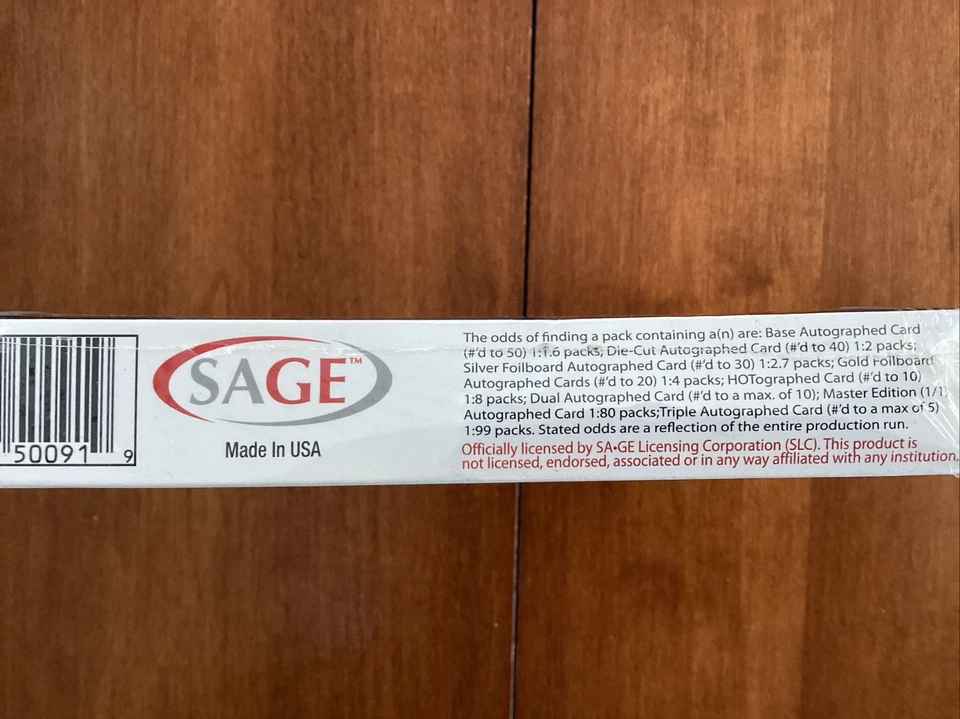 50091 9
SAGE™
Made In USA
The odds of finding a pack containing a(n) are: Base Autographed Card
(#'d to 50) 1:1.6 packs; Die-Cut Autographed Card (#'d to 40) 1:2 packs;
Silver Foilboard Autographed Card (#'d to 30) 1:2.7 packs; Gold Foilboard
Autographed Cards (#'d to 20) 1:4 packs; HOTographed Card (#'d to 10)
1:8 packs; Dual Autographed Card (#'d to a max. of 10); Master Edition (1/1)
Autographed Card 1:80 packs;Triple Autographed Card (#'d to a max of 5)
1:99 packs. Stated odds are a reflection of the entire production run.
Officially licensed by SA•GE Licensing Corporation (SLC). This product is
not licensed, endorsed, associated or in any way affiliated with any institution.